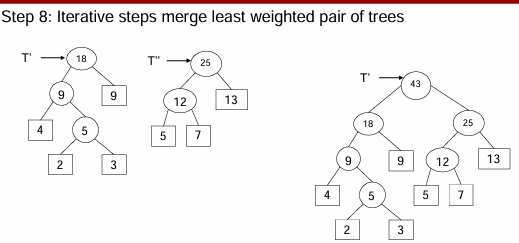 Step 8: Iterative steps merge least weighted pair of trees
T' 18
9 9
4 5
2 3
T" 25
12 13
5 7
T' 43
18 25
9 9 12 13
4 5 5 7
2 3